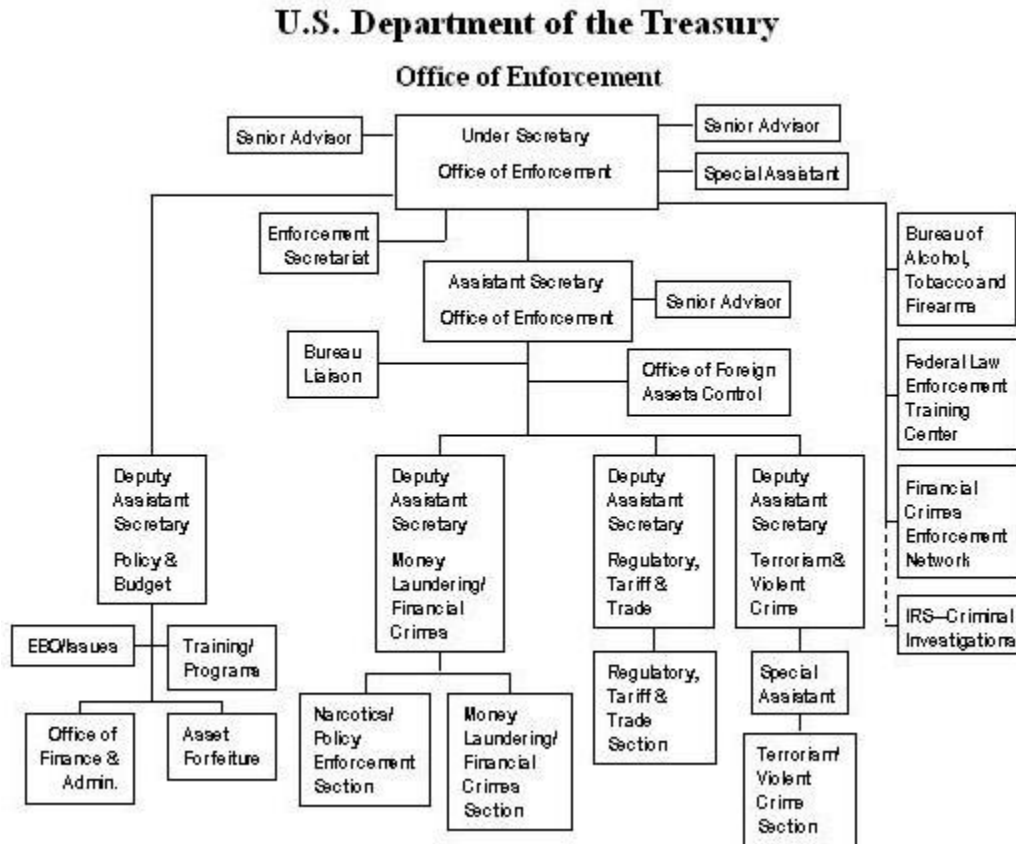 U.S. Department of the Treasury
Office of Enforcement
Senior Advisor
Under Secretary
Office of Enforcement
Senior Advisor
Special Assistant
Enforcement
Secretariat
Bureau of
Alcohol,
Tobacco and
Firearms
Assistant Secretary
Office of Enforcement
Senior Advisor
Bureau
Liaison
Office of Foreign
Assets Control
Federal Law
Enforcement
Training
Center
Deputy
Assistant
Secretary
Policy &
Budget
Deputy
Assistant
Secretary
Money
Laundering/
Financial
Crimes
Deputy
Assistant
Secretary
Regulatory,
Tariff &
Trade
Deputy
Assistant
Secretary
Terrorism &
Violent
Crime
Financial
Crimes
Enforcement
Network
IRS–Criminal
Investigations
EEO/Issues
Training/
Programs
Office of
Finance &
Admin.
Asset
Forfeiture
Narcotics/
Policy
Enforcement
Section
Money
Laundering/
Financial
Crimes
Section
Regulatory,
Tariff &
Trade
Section
Special
Assistant
Terrorism/
Violent
Crime
Section